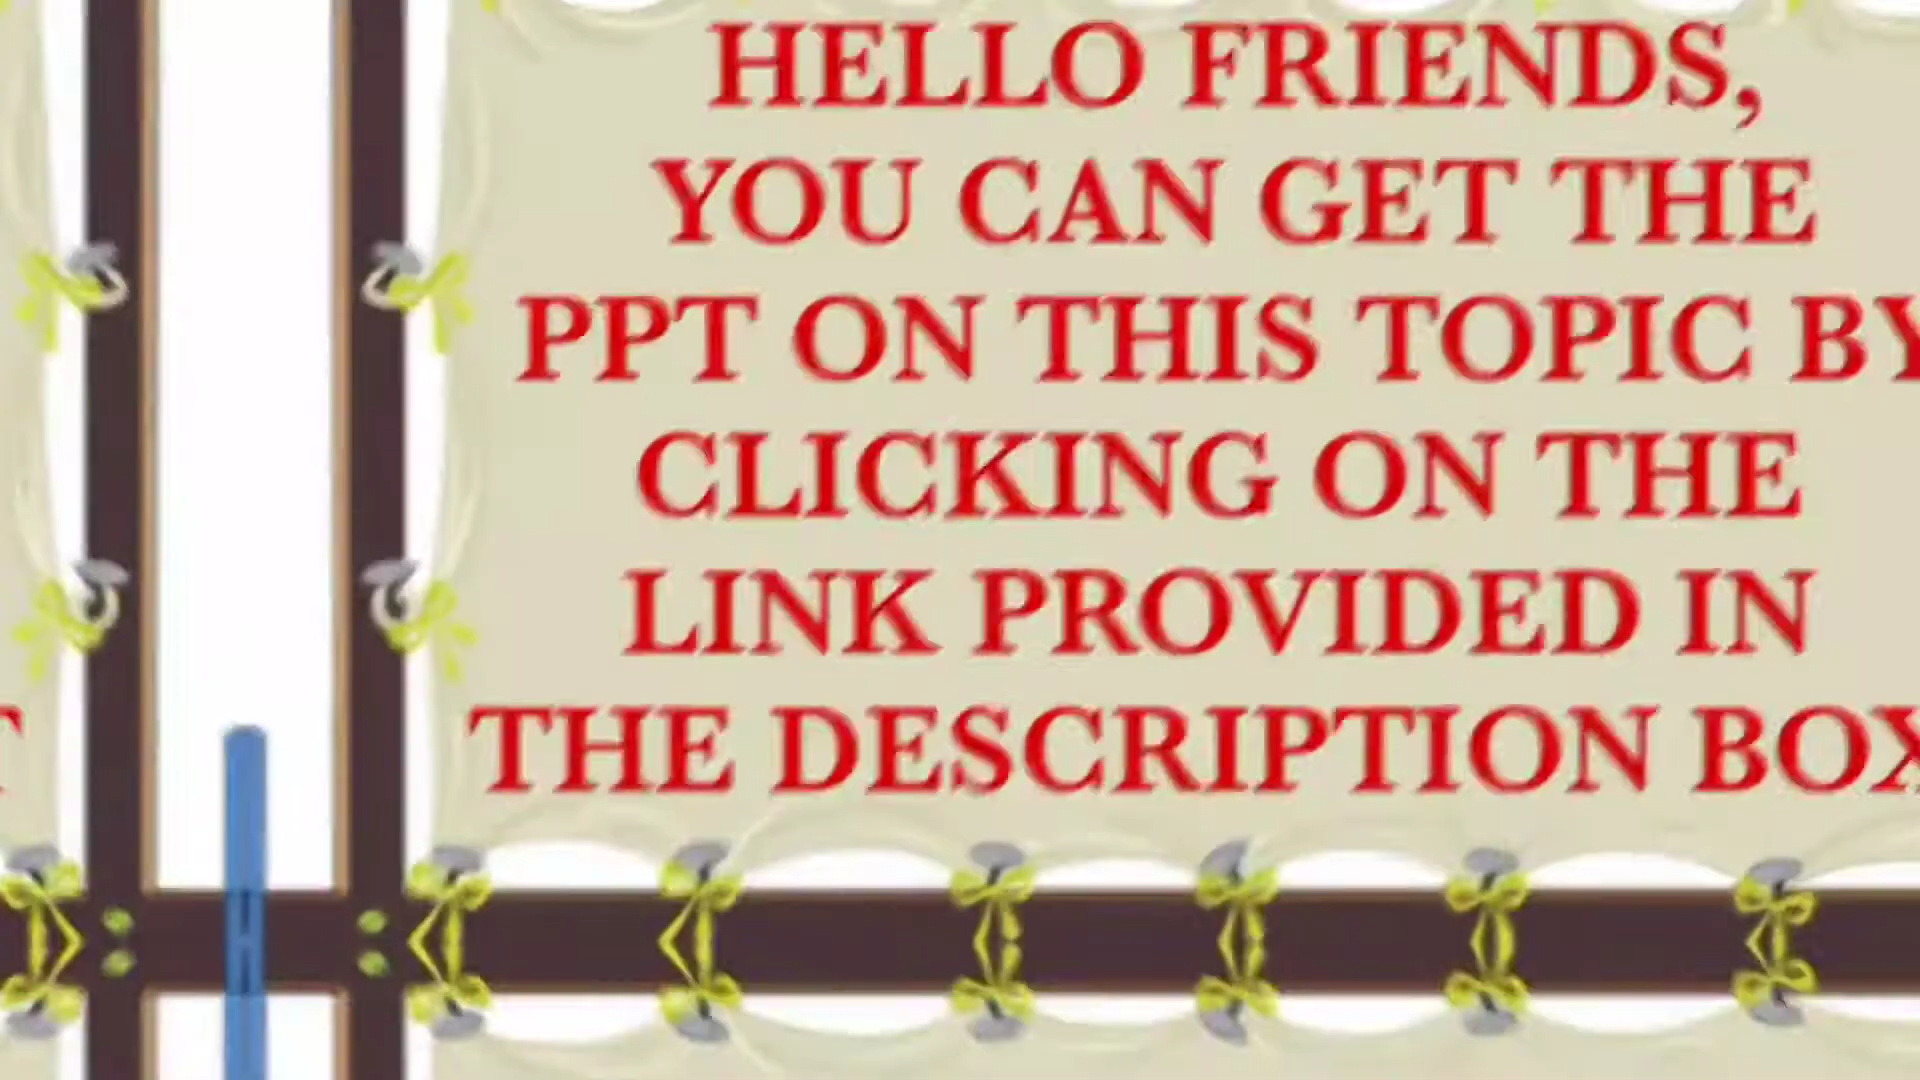 HELLO FRIENDS,
YOU CAN GET THE
PPT ON THIS TOPIC BY
CLICKING ON THE
LINK PROVIDED IN
THE DESCRIPTION BOX